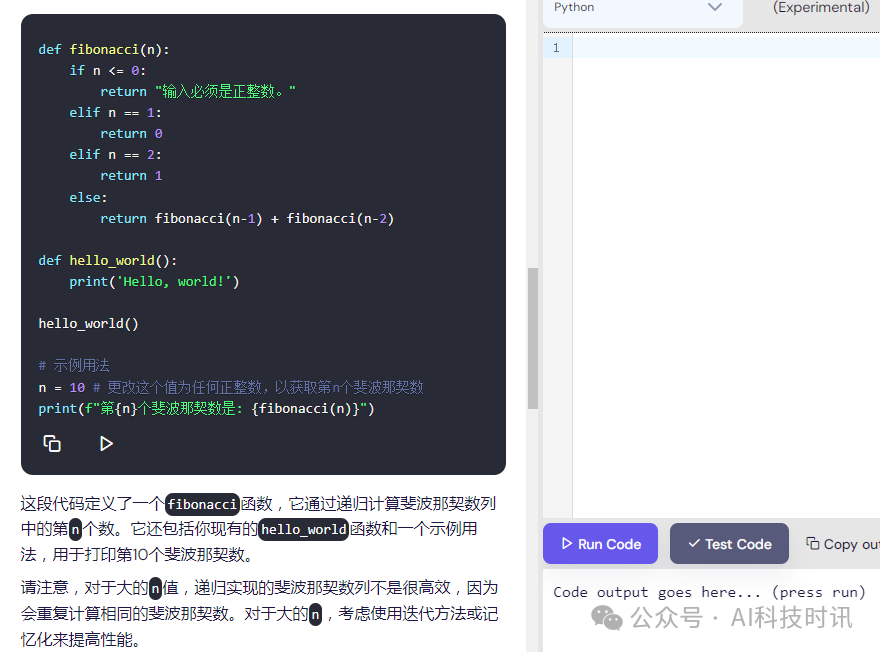 def fibonacci(n):
    if n <= 0:
        return "输入必须是正整数。"
    elif n == 1:
        return 0
    elif n == 2:
        return 1
    else:
        return fibonacci(n-1) + fibonacci(n-2)
def hello_world():
    print('Hello, world!')
hello_world()
# 示例用法
n = 10 # 更改这个值为任何正整数，以获取第n个斐波那契数
print(f"第{n}个斐波那契数是: {fibonacci(n)}")
这段代码定义了一个fibonacci函数，它通过递归计算斐波那契数列
中的第n个数。它还包括你现有的hello_world函数和一个示例用
法，用于打印第10个斐波那契数。
请注意，对于大的n值，递归实现的斐波那契数列不是很高效，因为
会重复计算相同的斐波那契数。对于大的n，考虑使用迭代方法或记
忆化来提高性能。
Python
(Experimental)
1
Run Code
Test Code
Copy out
Code output goes here... (press run)
公众号 · AI科技时讯